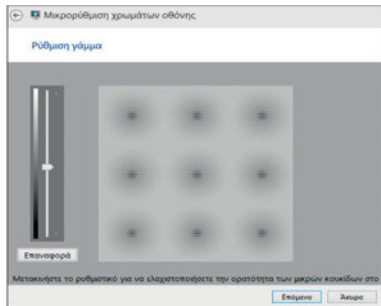 Μικρορύθμιση χρωμάτων οθόνης
Ρύθμιση γάμμα
Επαναφορά
Μετακινήστε το ρυθμιστικό για να ελαχιστοποιήσετε την ορατότητα των μικρών κουκίδων στο
Επόμενο Άκυρο